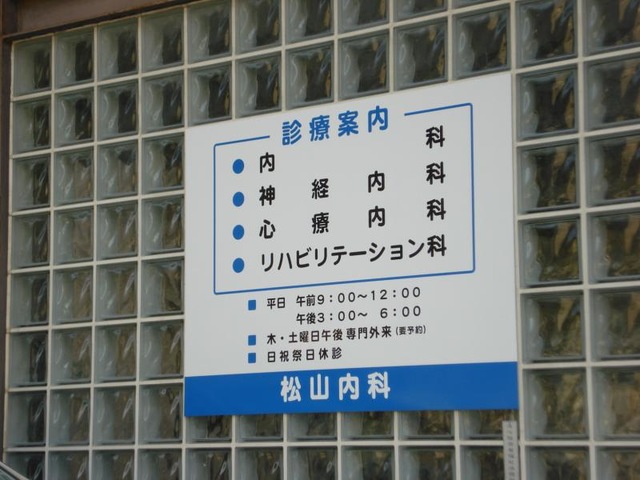 診療案内
●内科
●神経内科
●心療内科
●リハビリテーション科
■平日 午前9:00～12:00
午後3:00～ 6:00
■木・土曜日午後専門外来(要予約)
■日祝祭日休診
松山内科